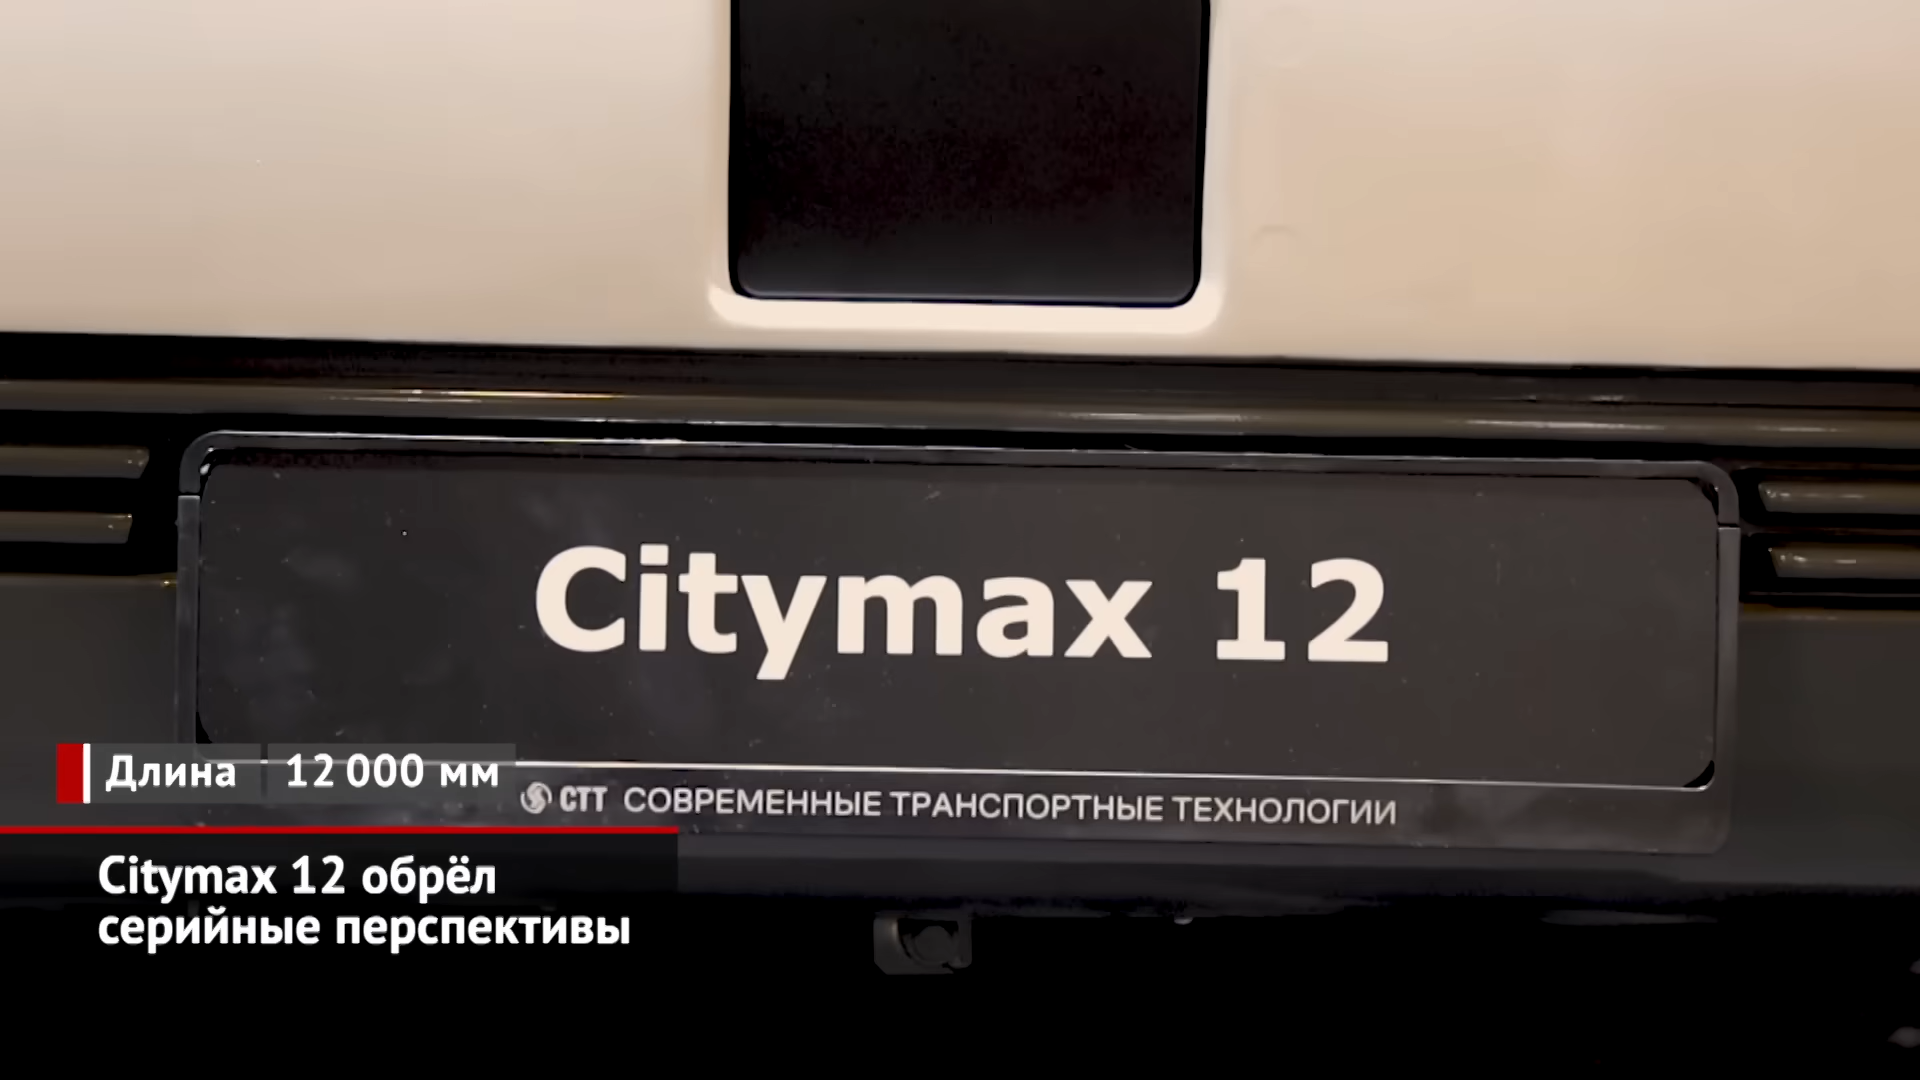 Citymax 12
Длина 12 000 мм
СТТ СОВРЕМЕННЫЕ ТРАНСПОРТНЫЕ ТЕХНОЛОГИИ
Citymax 12 обрёл
серийные перспективы